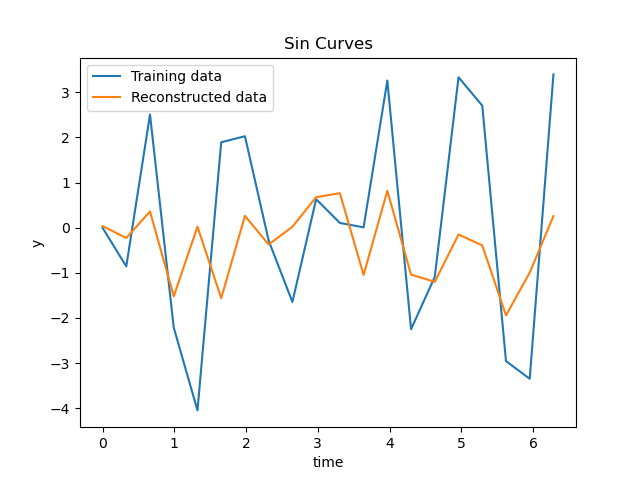 Sin Curves
Training data
Reconstructed data
3
2
1
0
−1
−2
−3
−4
y
0 1 2 3 4 5 6
time